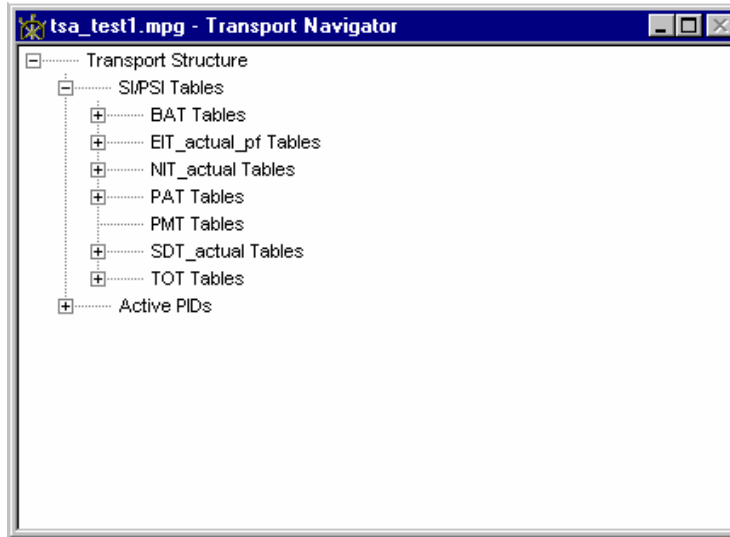 tsa_test1.mpg - Transport Navigator
Transport Structure
SI/PSI Tables
BAT Tables
EIT_actual_pf Tables
NIT_actual Tables
PAT Tables
PMT Tables
SDT_actual Tables
TOT Tables
Active PIDs